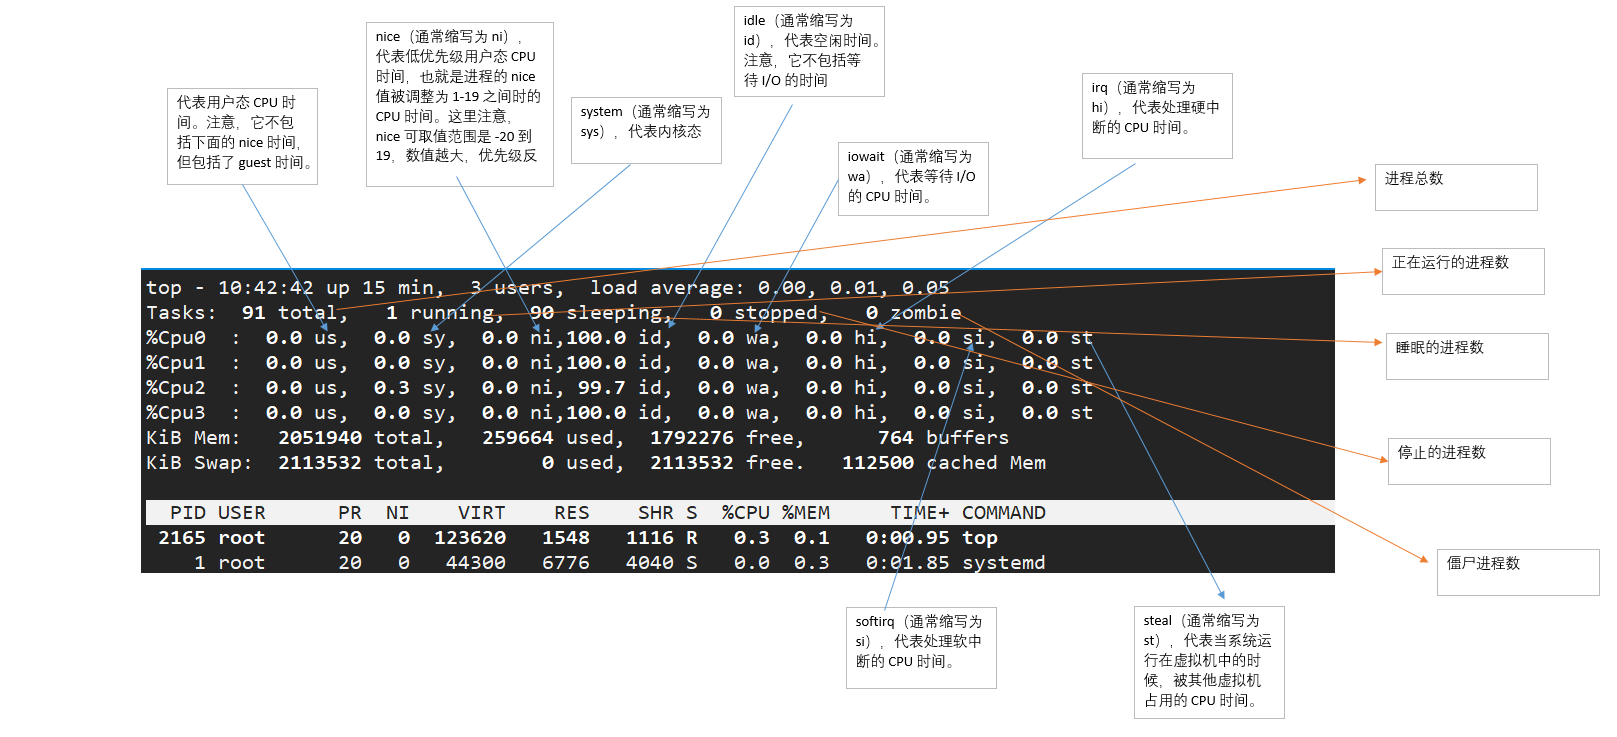 nice（通常缩写为 ni），
代表低优先级用户态 CPU
时间，也就是进程的 nice
值被调整为 1-19 之间时的
CPU 时间。这里注意，
nice 可取值范围是 -20 到
19，数值越大，优先级反
idle（通常缩写为
id），代表空闲时间。
注意，它不包括等
待 I/O 的时间
代表用户态 CPU 时
间。注意，它不包
括下面的 nice 时间，
但包括了 guest 时间。
system（通常缩写为
sys），代表内核态
irq（通常缩写为
hi），代表处理硬中
断的 CPU 时间。
iowait（通常缩写为
wa），代表等待 I/O
的 CPU 时间。
进程总数
正在运行的进程数
睡眠的进程数
停止的进程数
僵尸进程数
top - 10:42:42 up 15 min,  3 users,  load average: 0.00, 0.01, 0.05
Tasks:  91 total,   1 running,  90 sleeping,   0 stopped,   0 zombie
%Cpu0  :  0.0 us,  0.0 sy,  0.0 ni,100.0 id,  0.0 wa,  0.0 hi,  0.0 si,  0.0 st
%Cpu1  :  0.0 us,  0.0 sy,  0.0 ni,100.0 id,  0.0 wa,  0.0 hi,  0.0 si,  0.0 st
%Cpu2  :  0.0 us,  0.3 sy,  0.0 ni, 99.7 id,  0.0 wa,  0.0 hi,  0.0 si,  0.0 st
%Cpu3  :  0.0 us,  0.0 sy,  0.0 ni,100.0 id,  0.0 wa,  0.0 hi,  0.0 si,  0.0 st
KiB Mem:   2051940 total,   259664 used,  1792276 free,      764 buffers
KiB Swap:  2113532 total,        0 used,  2113532 free.   112500 cached Mem
PID USER      PR  NI    VIRT    RES    SHR S  %CPU %MEM     TIME+ COMMAND
2165 root      20   0  123620   1548   1116 R   0.3  0.1   0:00.95 top
1 root      20   0   44300   6776   4040 S   0.0  0.3   0:01.85 systemd
softirq（通常缩写为
si），代表处理软中
断的 CPU 时间。
steal（通常缩写为
st），代表当系统运
行在虚拟机中的时
候，被其他虚拟机
占用的 CPU 时间。